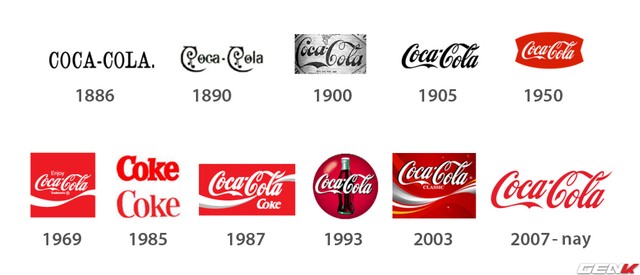 COCA-COLA.
Coca-Cola
Coca-Cola
Coca-Cola
Coca-Cola
1886
1890
1900
1905
1950
Enjoy
Coca-Cola
Coke
Coke
Coca-Cola
Coke
Coca-Cola
Coca-Cola
CLASSIC
Coca-Cola
1969
1985
1987
1993
2003
2007 - nay
GENK